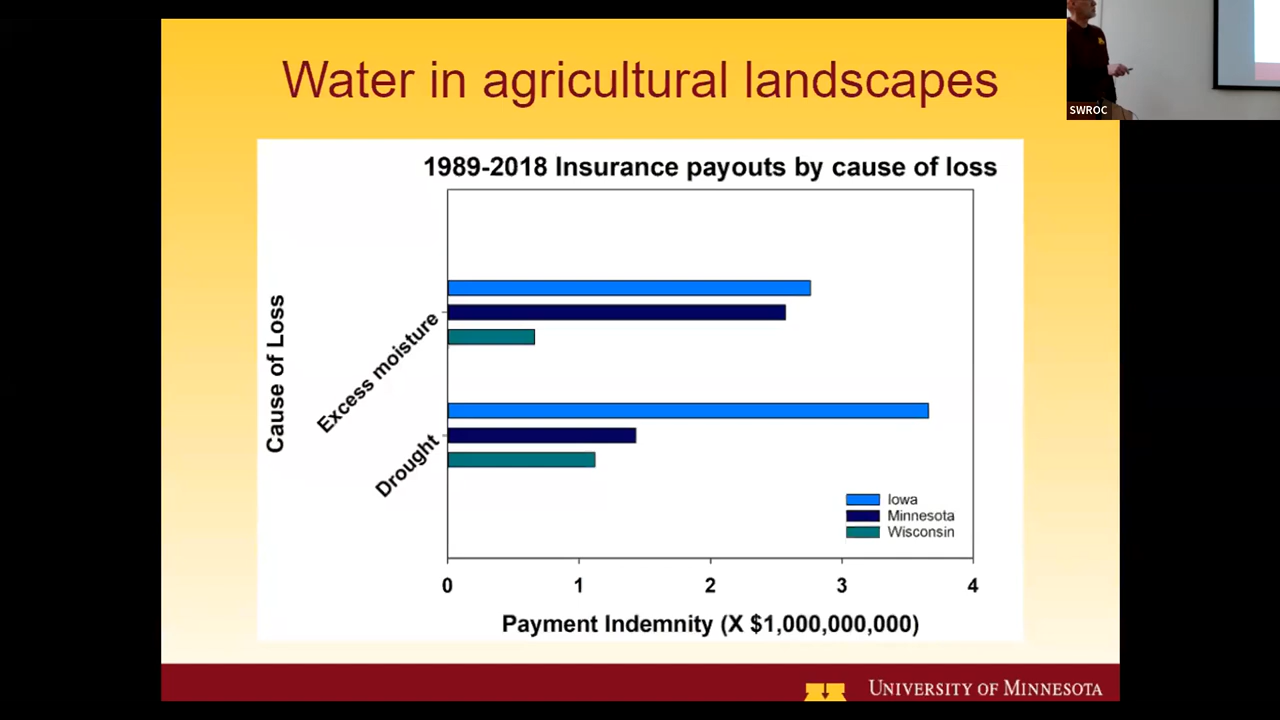 Water in agricultural landscapes
SWROC
1989-2018 Insurance payouts by cause of loss
Cause of Loss
Excess moisture
Drought
Iowa
Minnesota
Wisconsin
0 1 2 3 4
Payment Indemnity (X $1,000,000,000)
UNIVERSITY OF MINNESOTA